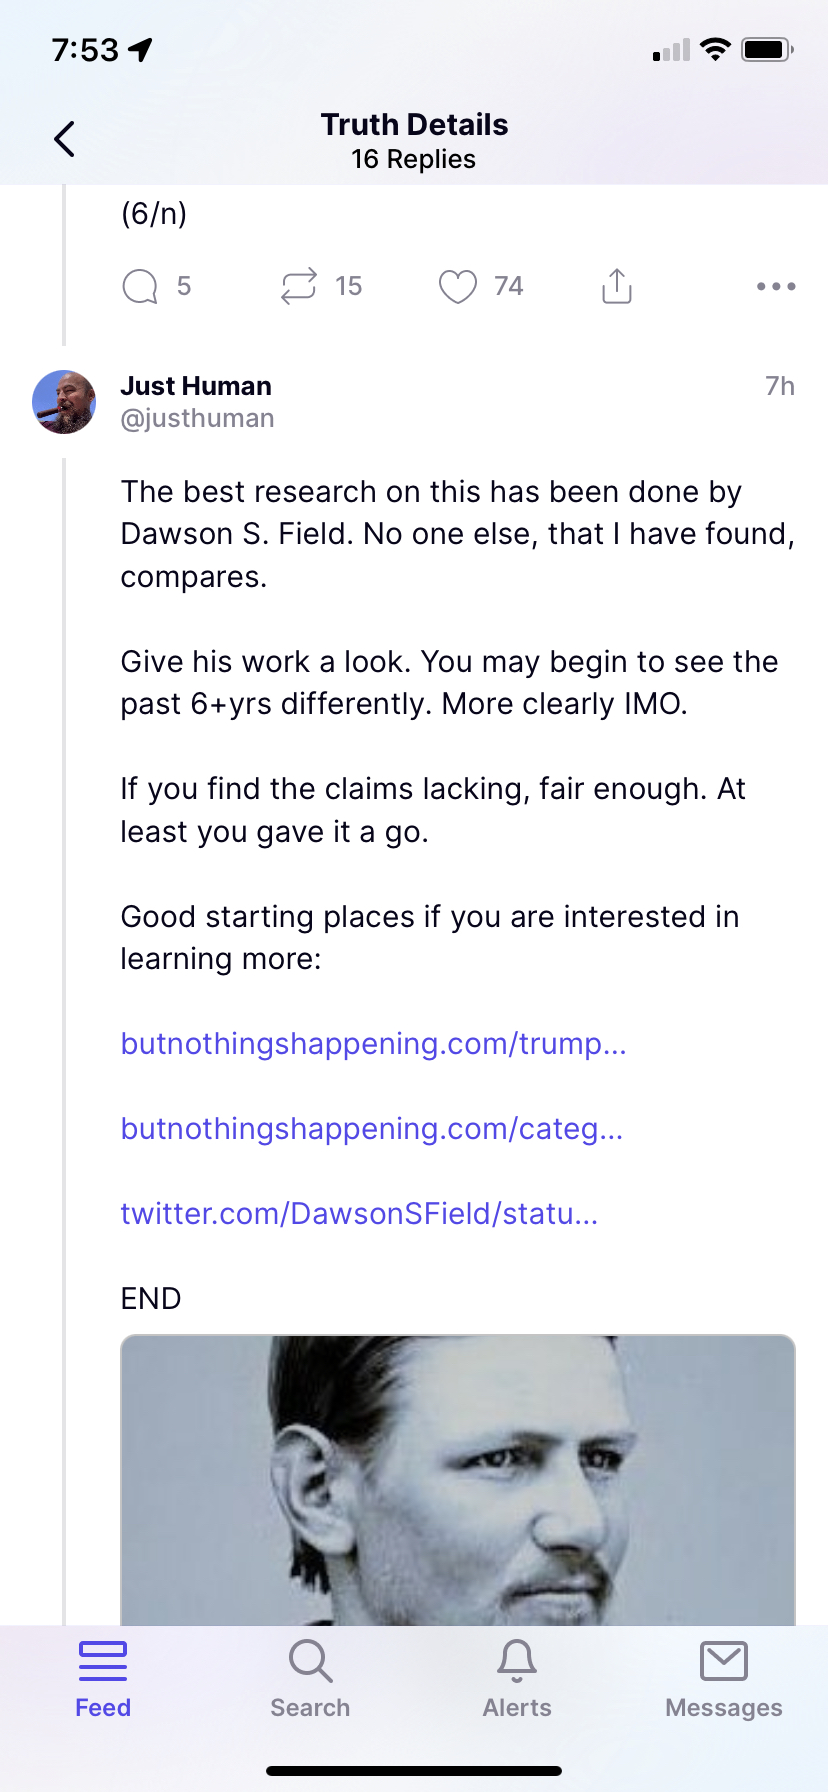 7:53
Truth Details
16 Replies
(6/n)
5 15 74
Just Human 7h
@justhuman
The best research on this has been done by
Dawson S. Field. No one else, that I have found,
compares.
Give his work a look. You may begin to see the
past 6+yrs differently. More clearly IMO.
If you find the claims lacking, fair enough. At
least you gave it a go.
Good starting places if you are interested in
learning more:
butnothingshappening.com/trump...
butnothingshappening.com/categ...
twitter.com/DawsonSField/statu...
END
Feed Search Alerts Messages